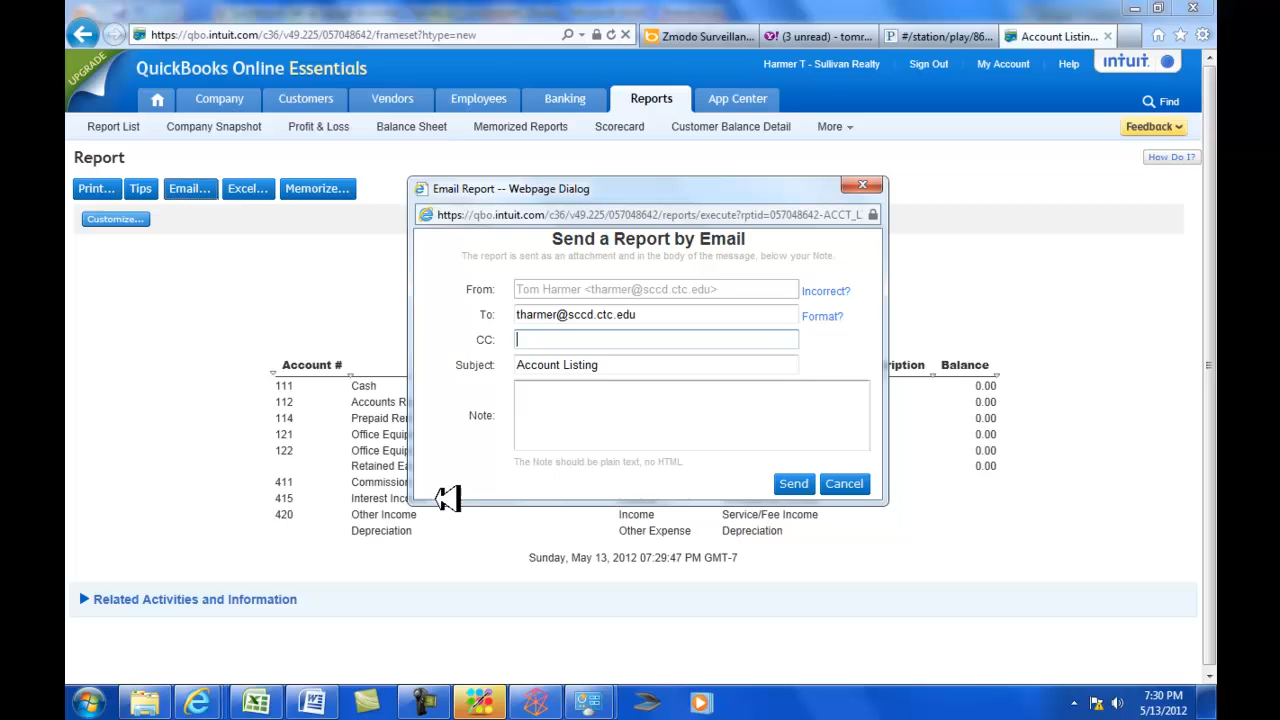 https://qbo.intuit.com/c36/v49.225/057048642/frameset?htype=new
Zmodo Surveillan...
(3 unread) - tomr...
#/station/play/86...
Account Listin...
UPGRADE
QuickBooks Online Essentials
Harmer T - Sullivan Realty
Sign Out
My Account
Help
intuit.
Company
Customers
Vendors
Employees
Banking
Reports
App Center
Find
Report List
Company Snapshot
Profit & Loss
Balance Sheet
Memorized Reports
Scorecard
Customer Balance Detail
More
Feedback
Report
How Do I?
Print...
Tips
Email...
Excel...
Memorize...
Customize...
Email Report -- Webpage Dialog
https://qbo.intuit.com/c36/v49.225/057048642/reports/execute?rptid=057048642-ACCT_L
Send a Report by Email
The report is sent as an attachment and in the body of the message, below your Note.
From: Tom Harmer <tharmer@sccd.ctc.edu> Incorrect?
To: tharmer@sccd.ctc.edu Format?
CC:
Subject: Account Listing
Note:
The Note should be plain text, no HTML.
Send Cancel
Account # ription Balance
111 Cash 0.00
112 Accounts R 0.00
114 Prepaid Re 0.00
121 Office Equip 0.00
122 Office Equip 0.00
Retained Ea 0.00
411 Commission
415 Interest Inc
420 Other Income Income Service/Fee Income
Depreciation Other Expense Depreciation
Sunday, May 13, 2012 07:29:47 PM GMT-7
Related Activities and Information
7:30 PM
5/13/2012